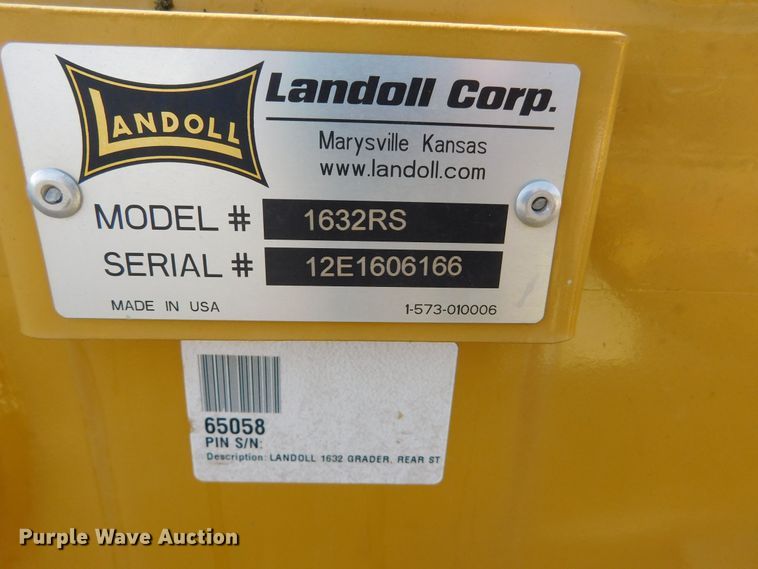 LANDOLL
Landoll Corp.
Marysville Kansas
www.landoll.com
MODEL # 1632RS
SERIAL # 12E1606166
MADE IN USA 1-573-010006
65058
PIN S/N:
Description: LANDOLL 1632 GRADER, REAR ST
Purple Wave Auction